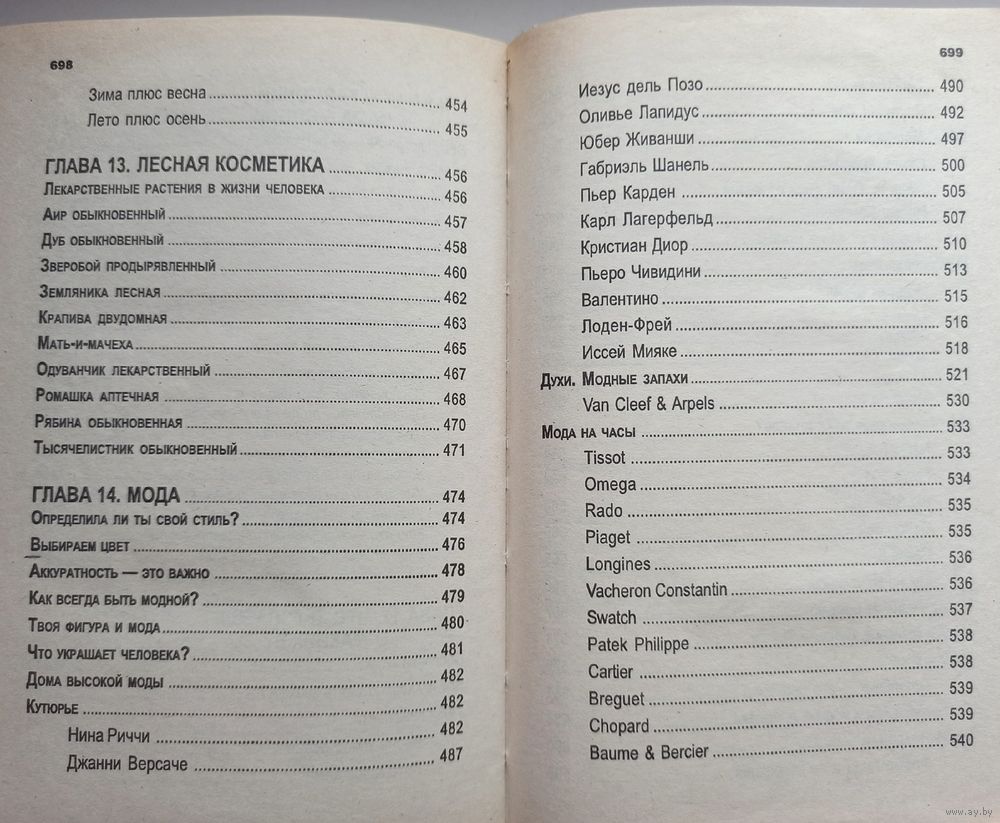 698
Зима плюс весна 454
Лето плюс осень 455
ГЛАВА 13. ЛЕСНАЯ КОСМЕТИКА 456
Лекарственные растения в жизни человека 456
Аир обыкновенный 457
Дуб обыкновенный 458
Зверобой продырявленный 460
Земляника лесная 462
Крапива двудомная 463
Мать-и-мачеха 465
Одуванчик лекарственный 467
Ромашка аптечная 468
Рябина обыкновенная 470
Тысячелистник обыкновенный 471
ГЛАВА 14. МОДА 474
Определила ли ты свой стиль? 474
Выбираем цвет 476
Аккуратность — это важно 478
Как всегда быть модной? 479
Твоя фигура и мода 480
Что украшает человека? 481
Дома высокой моды 482
Кутюрье 482
Нина Риччи 482
Джанни Версаче 487
699
Иезус дель Позо 490
Оливье Лапидус 492
Юбер Живанши 497
Габриэль Шанель 500
Пьер Карден 505
Карл Лагерфельд 507
Кристиан Диор 510
Пьеро Чивидини 513
Валентино 515
Лоден-Фрей 516
Иссей Мияке 518
Духи. Модные запахи 521
Van Cleef & Arpels 530
Мода на часы 533
Tissot 533
Omega 534
Rado 535
Piaget 535
Longines 536
Vacheron Constantin 536
Swatch 537
Patek Philippe 538
Cartier 538
Breguet 539
Chopard 539
Baume & Bercier 540
www.ay.by